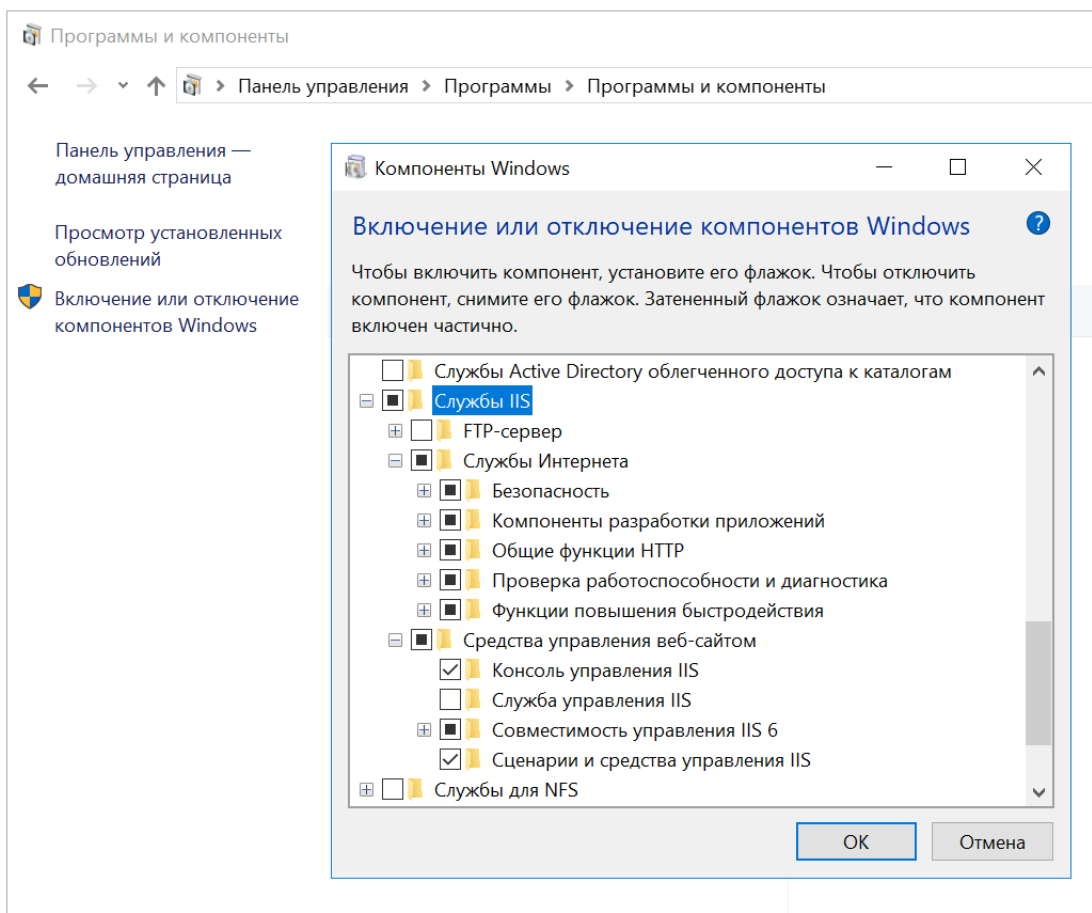 Программы и компоненты
Панель управления
Программы
Программы и компоненты
Панель управления —
домашняя страница
Просмотр установленных
обновлений
Включение или отключение
компонентов Windows
Компоненты Windows
Включение или отключение компонентов Windows
?
Чтобы включить компонент, установите его флажок. Чтобы отключить
компонент, снимите его флажок. Затененный флажок означает, что компонент
включен частично.
Службы Active Directory облегченного доступа к каталогам
Службы IIS
FTP-сервер
Службы Интернета
Безопасность
Компоненты разработки приложений
Общие функции HTTP
Проверка работоспособности и диагностика
Функции повышения быстродействия
Средства управления веб-сайтом
Консоль управления IIS
Служба управления IIS
Совместимость управления IIS 6
Сценарии и средства управления IIS
Службы для NFS
ОК
Отмена